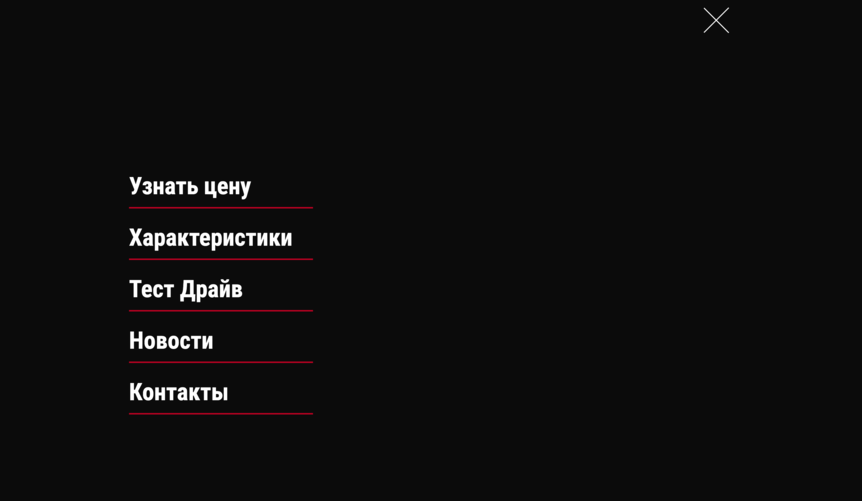 Узнать цену
Характеристики
Тест Драйв
Новости
Контакты